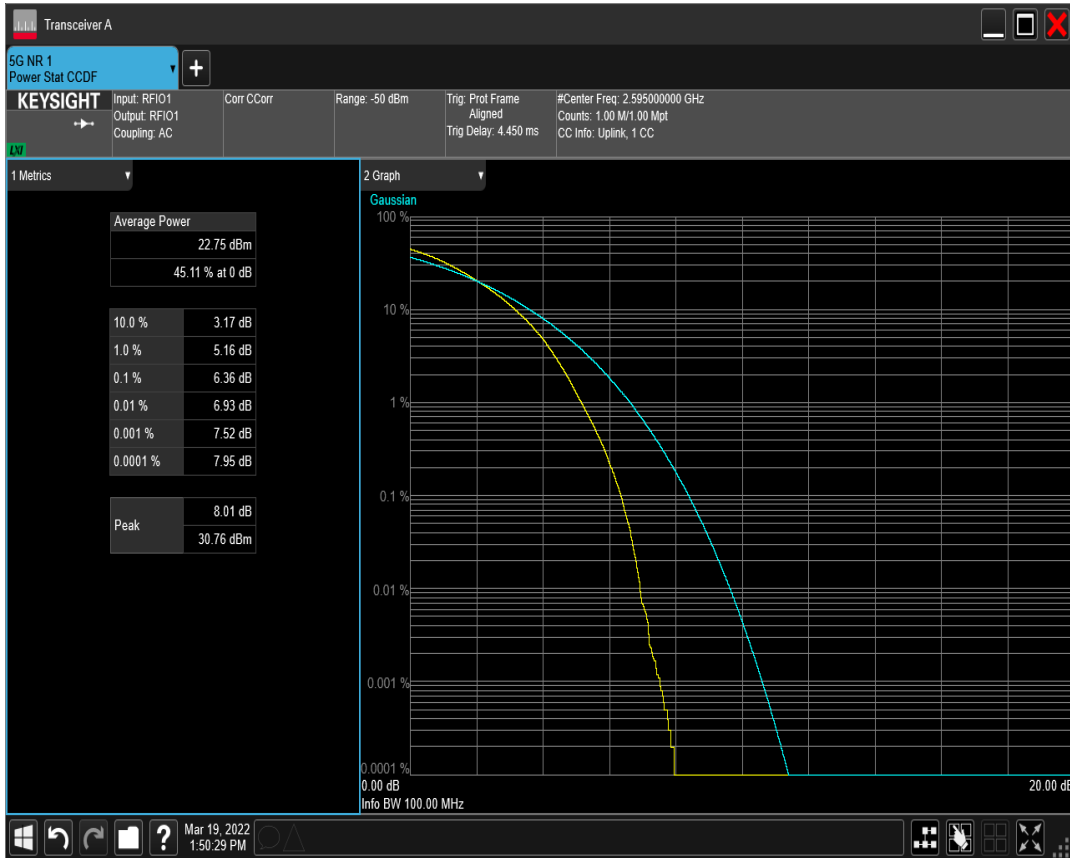 Transceiver A
5G NR 1
Power Stat CCDF
+
KEYSIGHT
LXI
Input: RFIO1
Output: RFIO1
Coupling: AC
Corr CCorr
Range: -50 dBm
Trig: Prot Frame
Aligned
Trig Delay: 4.450 ms
#Center Freq: 2.595000000 GHz
Counts: 1.00 M/1.00 Mpt
CC Info: Uplink, 1 CC
1 Metrics
Average Power
22.75 dBm
45.11 % at 0 dB
10.0 % 3.17 dB
1.0 % 5.16 dB
0.1 % 6.36 dB
0.01 % 6.93 dB
0.001 % 7.52 dB
0.0001 % 7.95 dB
Peak
8.01 dB
30.76 dBm
2 Graph
Gaussian
100 %
10 %
1 %
0.1 %
0.01 %
0.001 %
0.0001 %
0.00 dB
20.00 dB
Info BW 100.00 MHz
?
Mar 19, 2022
1:50:29 PM